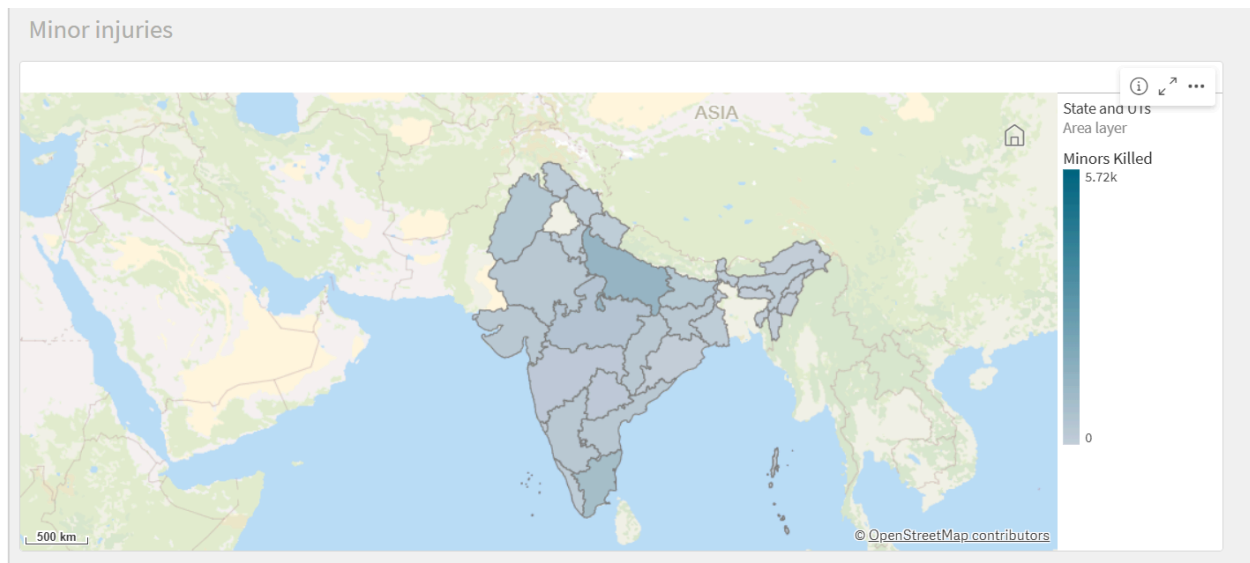 Minor injuries
ASIA
State and UTs
Area layer
Minors Killed
5.72k
0
500 km
© OpenStreetMap contributors